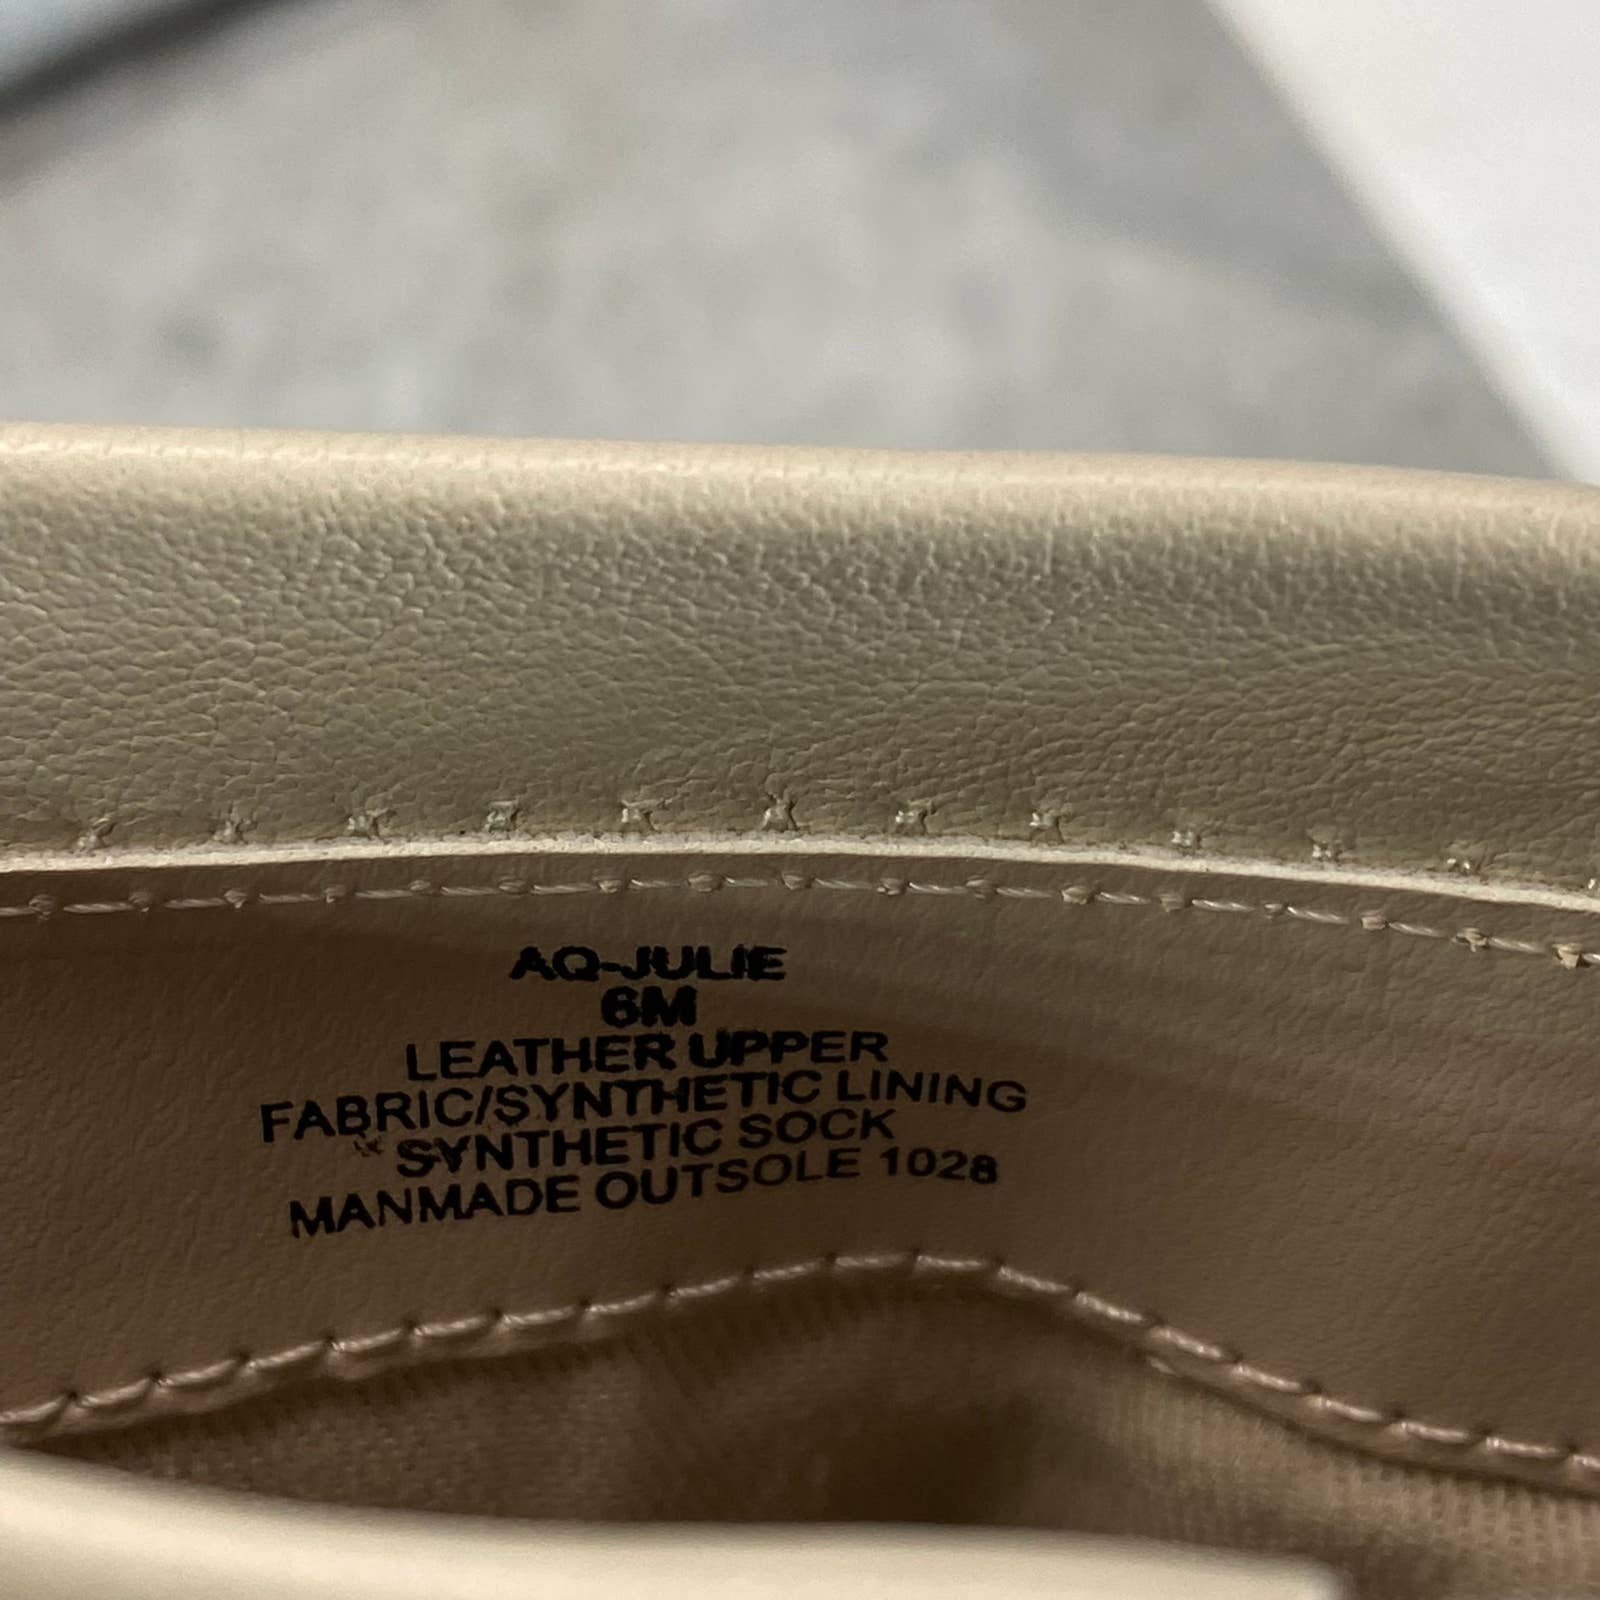 AQ-JULIE
6M
LEATHER UPPER
FABRIC/SYNTHETIC LINING
SYNTHETIC SOCK
MANMADE OUTSOLE 1028